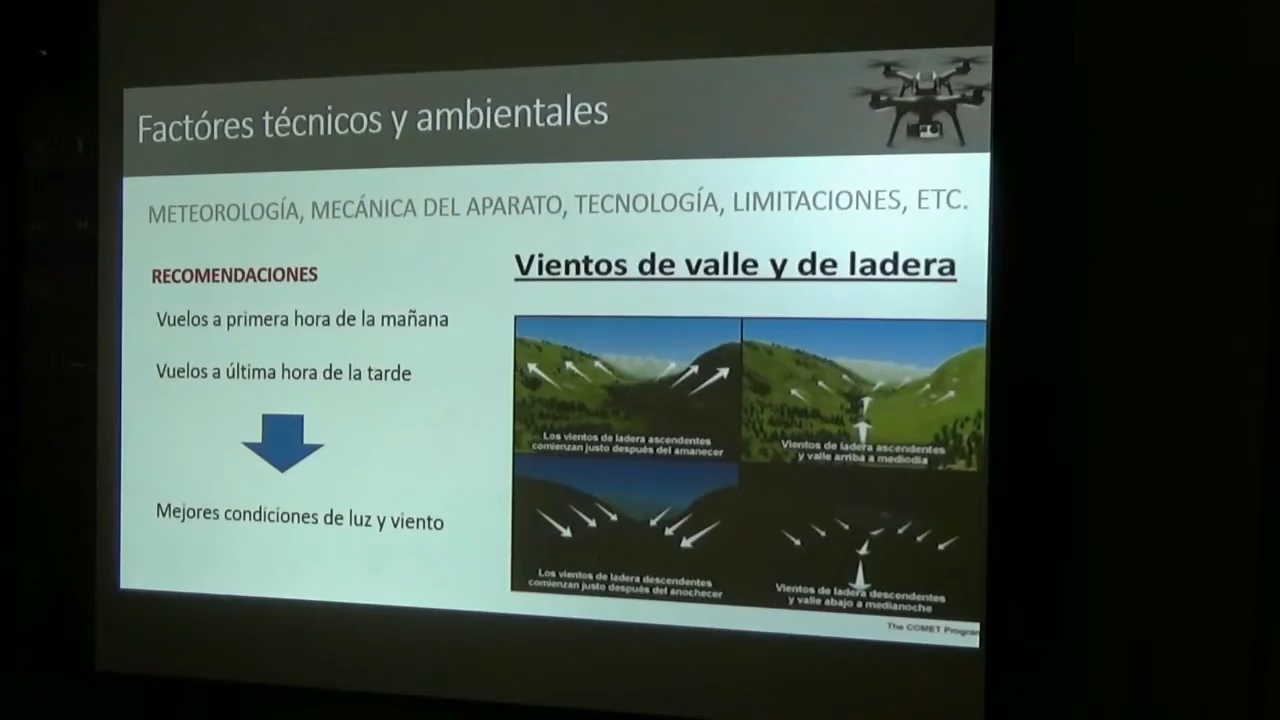 Factóres técnicos y ambientales
METEOROLOGÍA, MECÁNICA DEL APARATO, TECNOLOGÍA, LIMITACIONES, ETC.
RECOMENDACIONES
Vuelos a primera hora de la mañana
Vuelos a última hora de la tarde
Mejores condiciones de luz y viento
Vientos de valle y de ladera
Los vientos de ladera ascendentes
comienzan justo después del amanecer
Vientos de ladera ascendentes
y valle arriba a mediodía
Los vientos de ladera descendentes
comienzan justo después del anochecer
Vientos de ladera descendentes
y valle abajo a medianoche
The COMET Program